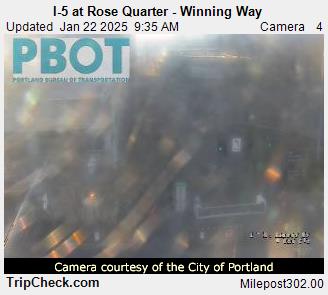 I-5 at Rose Quarter - Winning Way
Updated Jan 22 2025 9:35 AM Camera 4
PBOT
PORTLAND BUREAU OF TRANSPORTATION
Camera courtesy of the City of Portland
TripCheck.com Milepost302.00